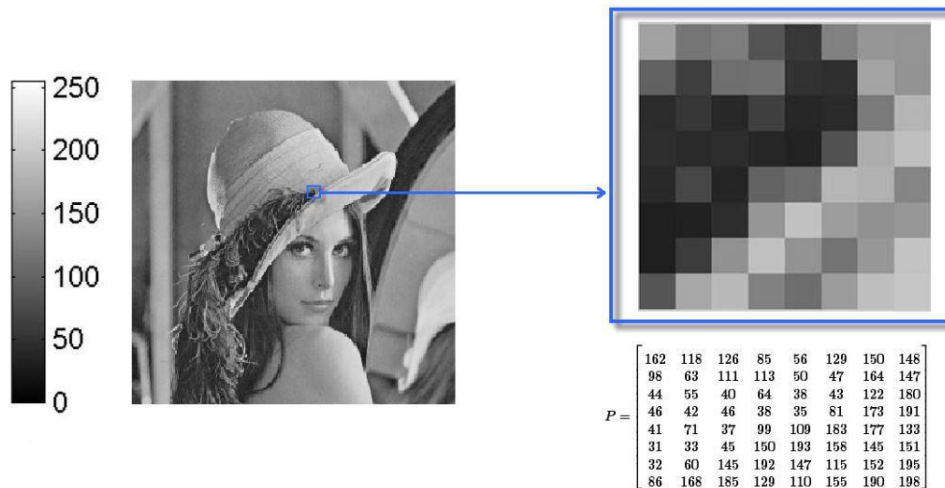 250
200
150
100
50
0
P =
162 118 126 85 56 129 150 148
98 63 111 113 50 47 164 147
44 55 40 64 38 43 122 180
46 42 46 38 35 81 173 191
41 71 37 99 109 183 177 133
31 33 45 150 193 158 145 151
32 60 145 192 147 115 152 195
86 168 185 129 110 155 190 198